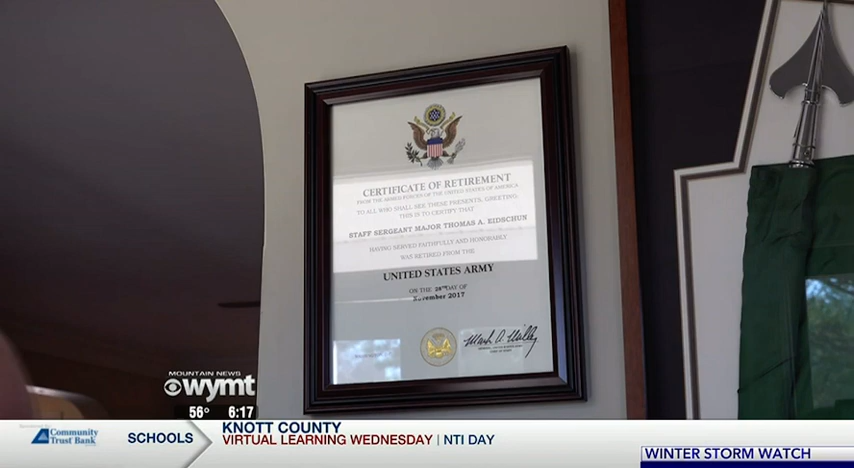 CERTIFICATE OF RETIREMENT
FROM THE ARMED FORCES OF THE UNITED STATES OF AMERICA
TO ALL WHO SHALL SEE THESE PRESENTS, GREETING:
THIS IS TO CERTIFY THAT
STAFF SERGEANT MAJOR THOMAS A. EIDSCHUN
HAVING SERVED FAITHFULLY AND HONORABLY
WAS RETIRED FROM THE
UNITED STATES ARMY
ON THE 28TH DAY OF
November 2017
MOUNTAIN NEWS
wymt
56° 6:17
Community
Trust Bank
SCHOOLS
KNOTT COUNTY
VIRTUAL LEARNING WEDNESDAY | NTI DAY
WINTER STORM WATCH